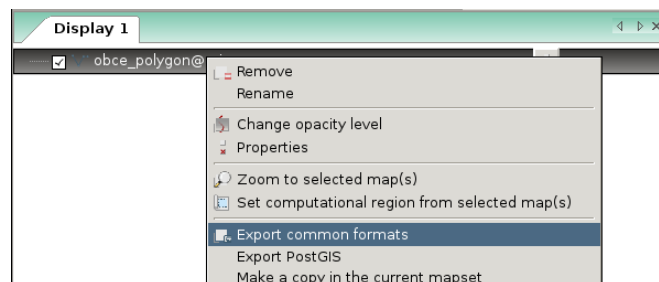 Display 1
obce_polygon@
Remove
Rename
Change opacity level
Properties
Zoom to selected map(s)
Set computational region from selected map(s)
Export common formats
Export PostGIS
Make a copy in the current mapset